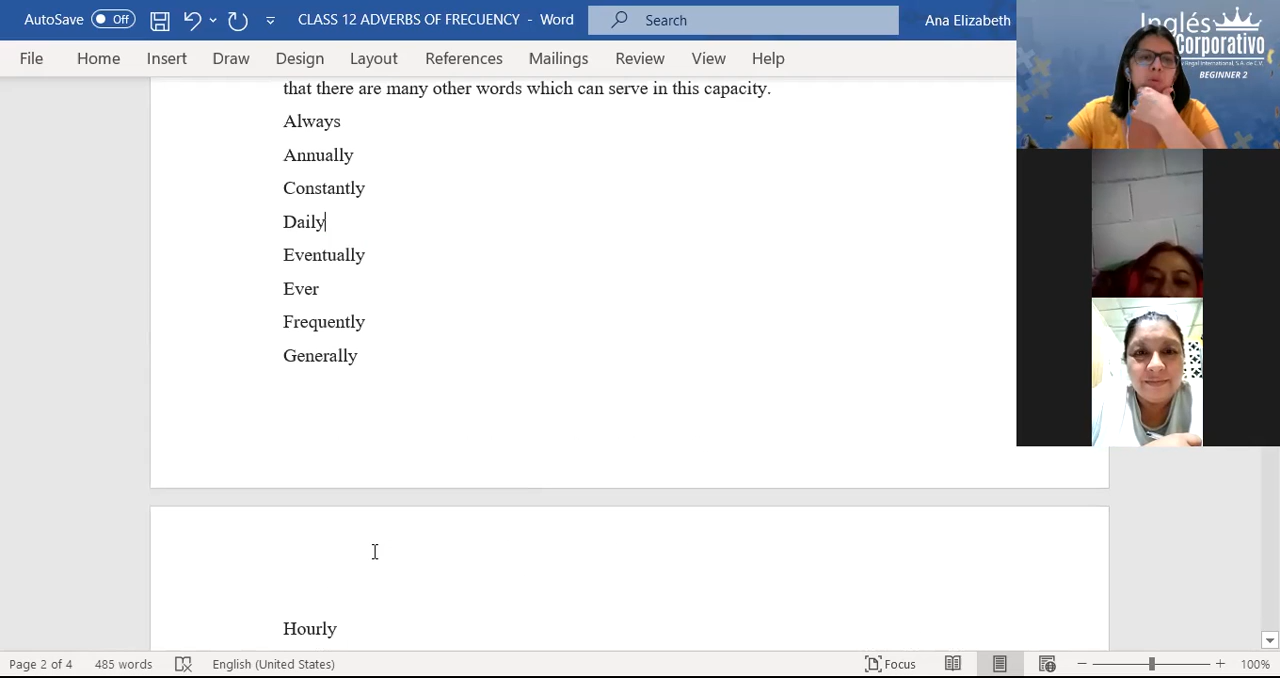 AutoSave Off CLASS 12 ADVERBS OF FRECUENCY - Word Search Ana Elizabeth
File Home Insert Draw Design Layout References Mailings Review View Help
that there are many other words which can serve in this capacity.
Always
Annually
Constantly
Daily
Eventually
Ever
Frequently
Generally
Hourly
Page 2 of 4 485 words English (United States) Focus 100%
Inglés
Corporativo
Regal International, S.A. de C.V.
BEGINNER 2